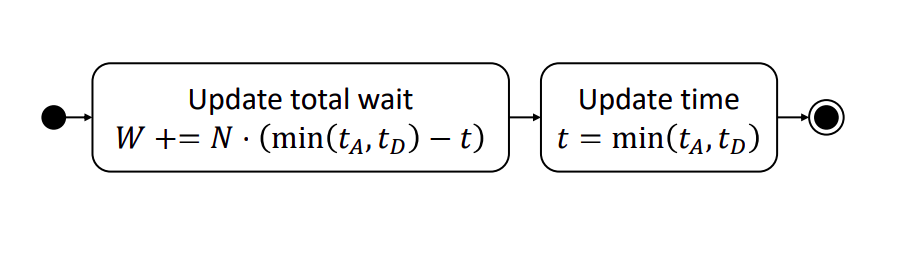 Update total wait
W += N · (min(t_A, t_D) − t)
Update time
t = min(t_A, t_D)